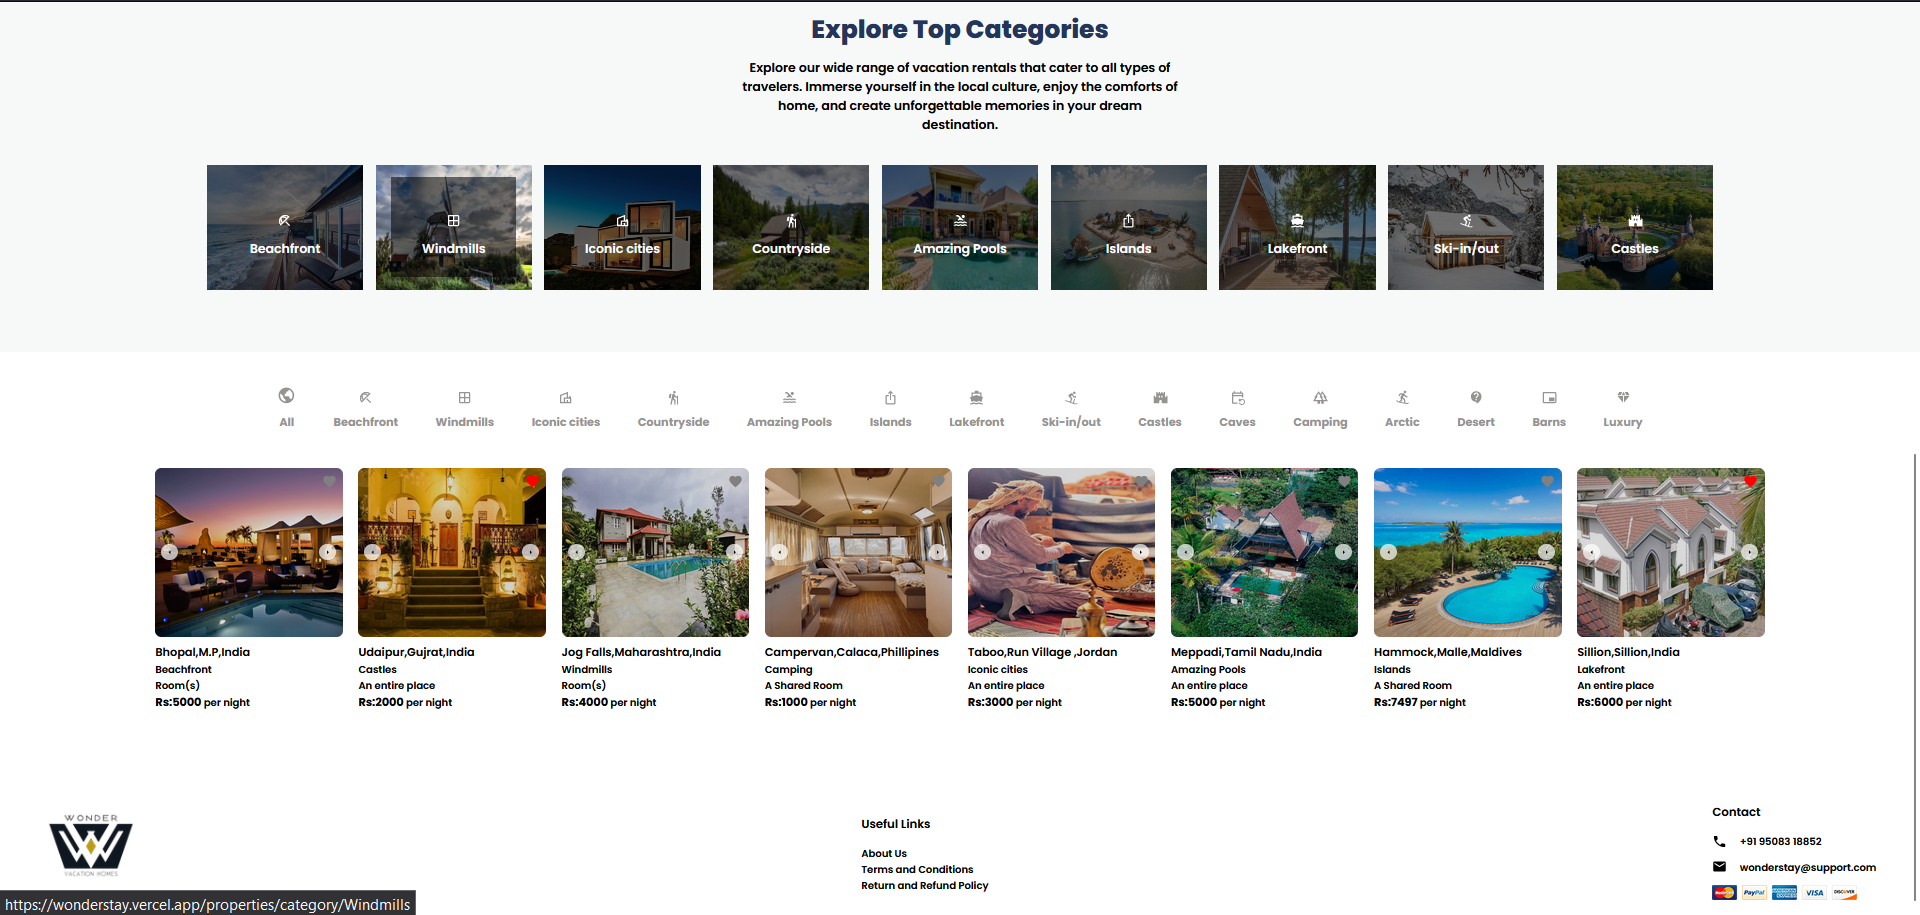 Explore Top Categories
Explore our wide range of vacation rentals that cater to all types of
travelers. Immerse yourself in the local culture, enjoy the comforts of
home, and create unforgettable memories in your dream
destination.
Beachfront
Windmills
Iconic cities
Countryside
Amazing Pools
Islands
Lakefront
Ski-in/out
Castles
All
Beachfront
Windmills
Iconic cities
Countryside
Amazing Pools
Islands
Lakefront
Ski-in/out
Castles
Caves
Camping
Arctic
Desert
Barns
Luxury
Bhopal,M.P,India
Beachfront
Room(s)
Rs:5000 per night
Udaipur,Gujrat,India
Castles
An entire place
Rs:2000 per night
Jog Falls,Maharashtra,India
Windmills
Room(s)
Rs:4000 per night
Campervan,Calaca,Phillipines
Camping
A Shared Room
Rs:1000 per night
Taboo,Run Village ,Jordan
Iconic cities
An entire place
Rs:3000 per night
Meppadi,Tamil Nadu,India
Amazing Pools
An entire place
Rs:5000 per night
Hammock,Malle,Maldives
Islands
A Shared Room
Rs:7497 per night
Sillion,Sillion,India
Lakefront
An entire place
Rs:6000 per night
WONDER
VACATION HOMES
Useful Links
About Us
Terms and Conditions
Return and Refund Policy
Contact
+91 95083 18852
wonderstay@support.com
MasterCard
PayPal
AMERICAN EXPRESS
VISA
DISCOVER
https://wonderstay.vercel.app/properties/category/Windmills